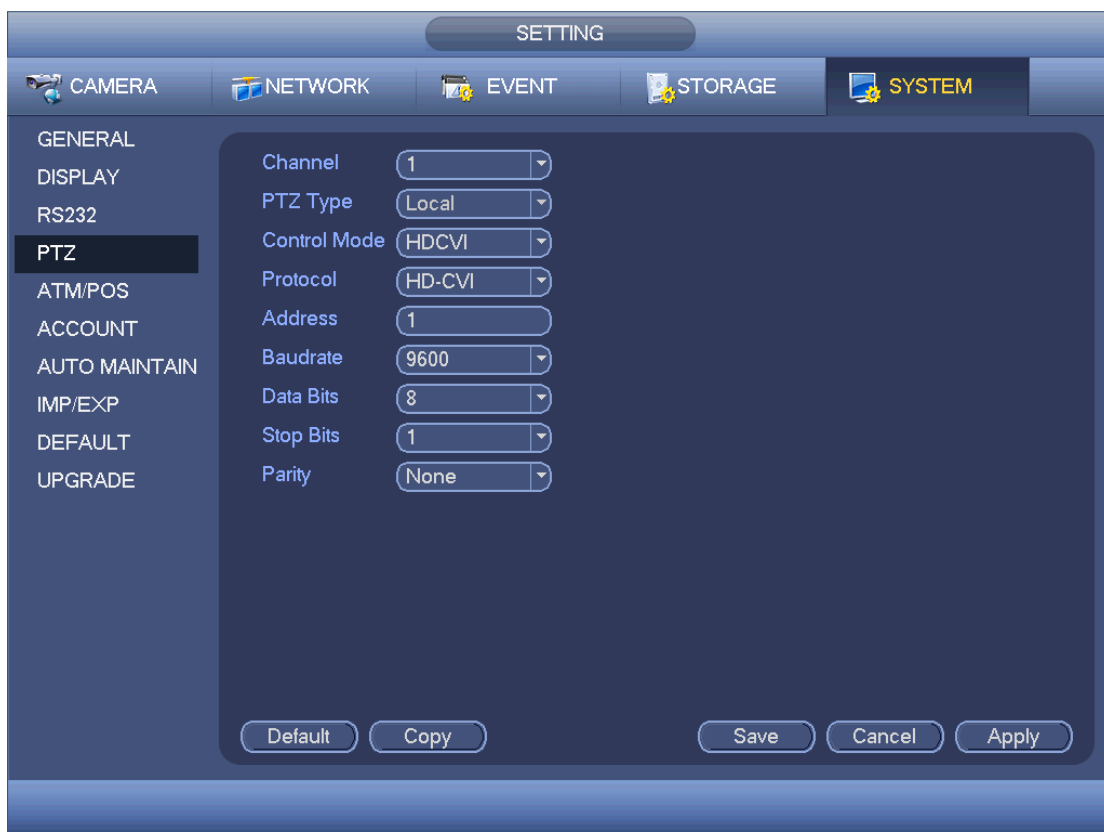 SETTING
CAMERA NETWORK EVENT STORAGE SYSTEM
GENERAL
DISPLAY
RS232
PTZ
ATM/POS
ACCOUNT
AUTO MAINTAIN
IMP/EXP
DEFAULT
UPGRADE
Channel 1
PTZ Type Local
Control Mode HDCVI
Protocol HD-CVI
Address 1
Baudrate 9600
Data Bits 8
Stop Bits 1
Parity None
Default Copy Save Cancel Apply